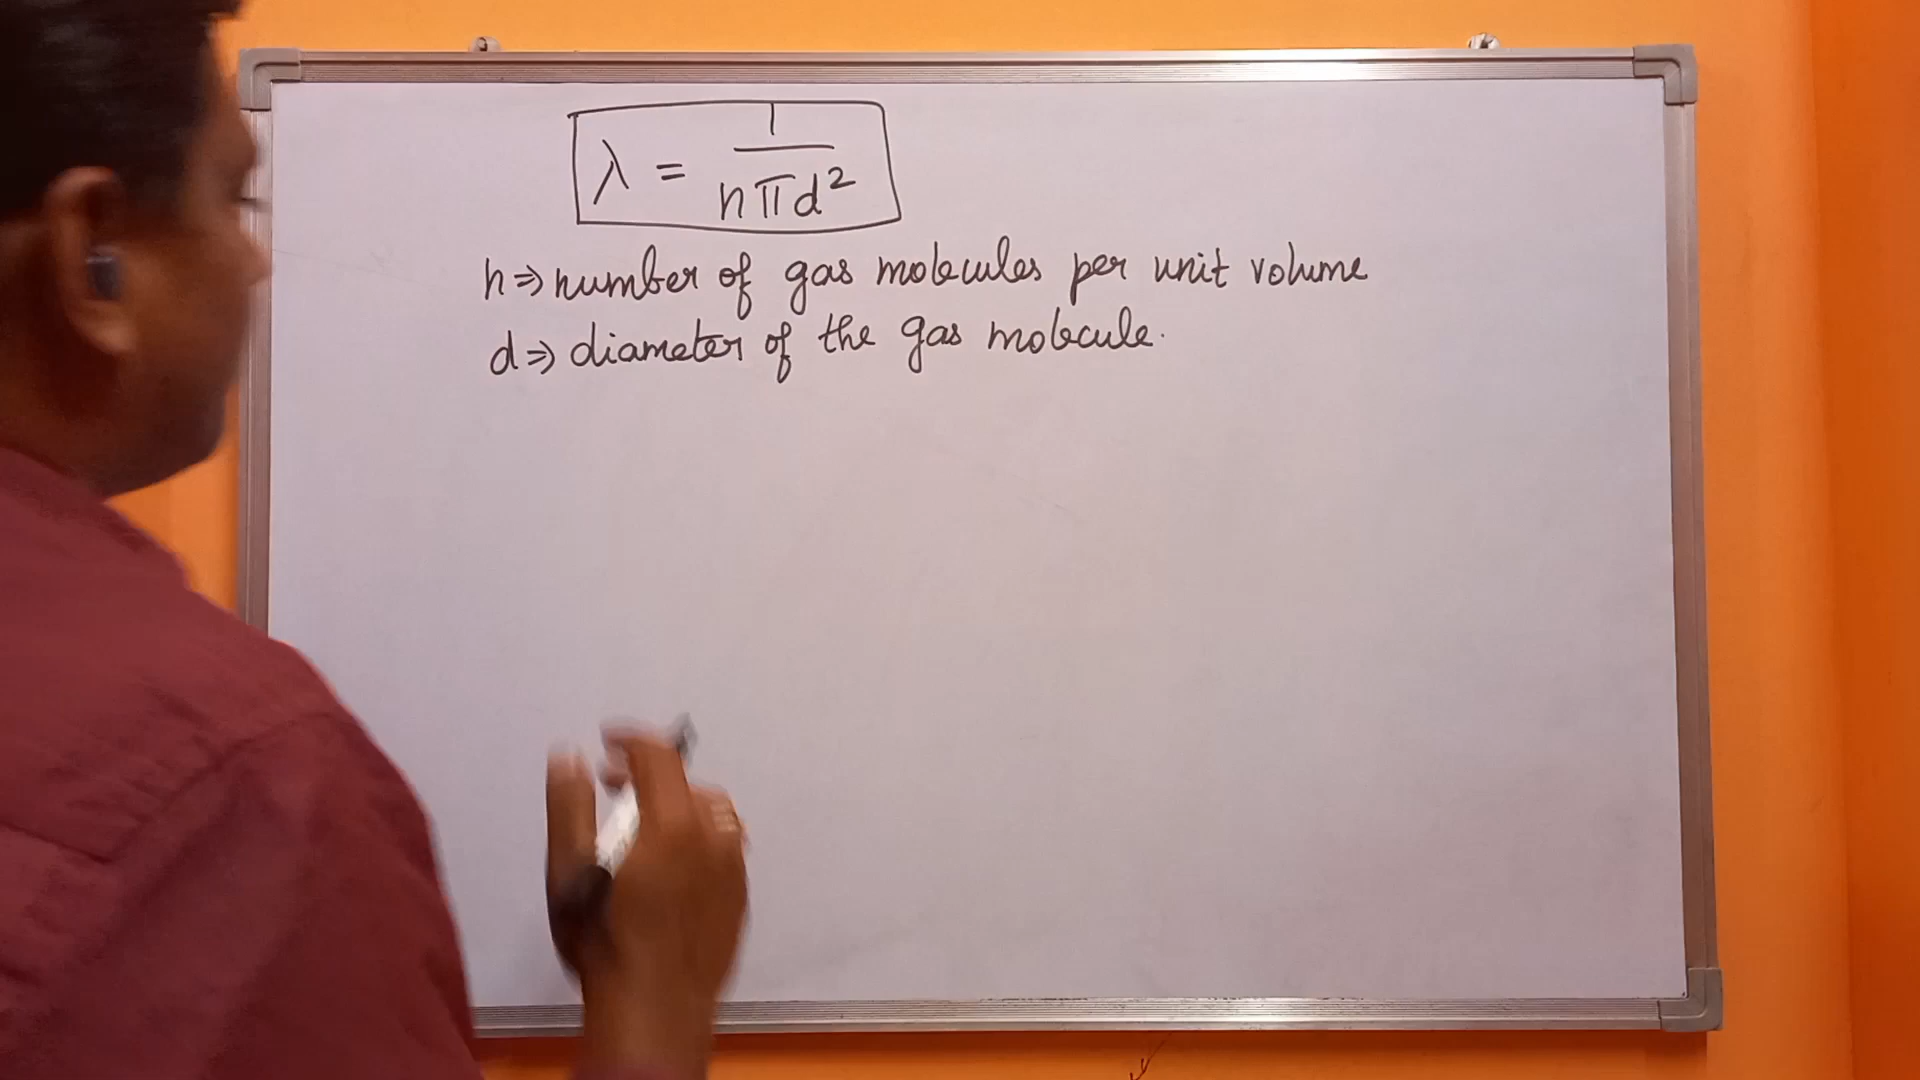 λ = 1/nπd²
n⇒number of gas molecules per unit volume
d⇒diameter of the gas molecule.